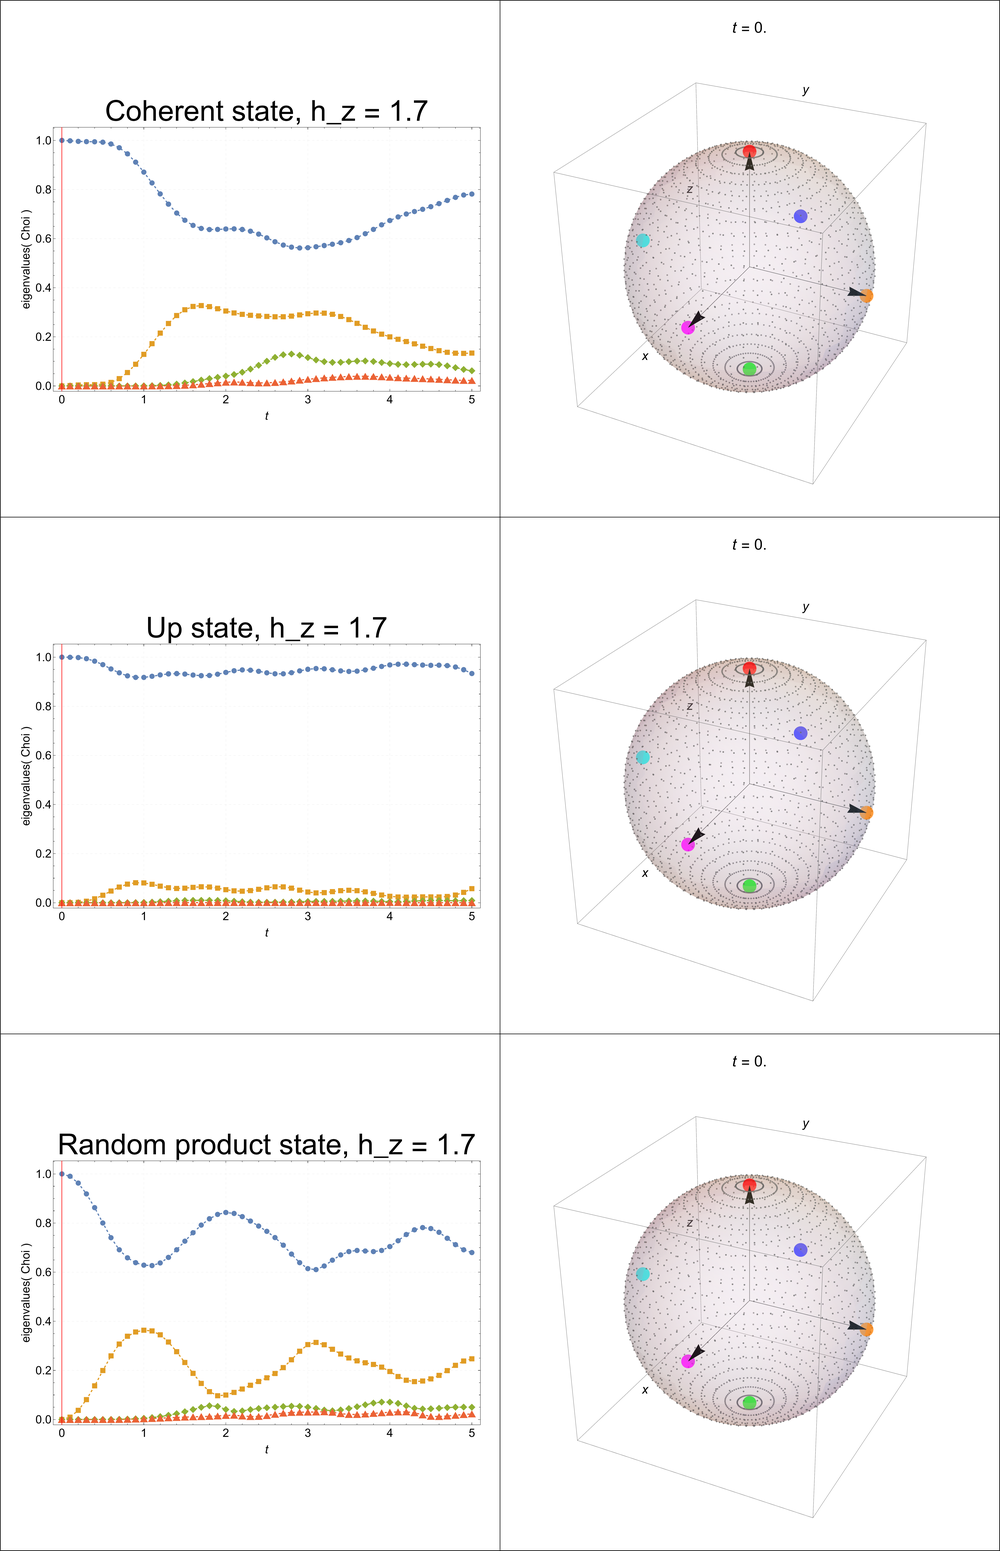 Coherent state, h_z = 1.7
eigenvalues( Choi )
1.0
0.8
0.6
0.4
0.2
0.0
0 1 2 3 4 5
t
t = 0.
y
z
x
Up state, h_z = 1.7
eigenvalues( Choi )
1.0
0.8
0.6
0.4
0.2
0.0
0 1 2 3 4 5
t
t = 0.
y
z
x
Random product state, h_z = 1.7
eigenvalues( Choi )
1.0
0.8
0.6
0.4
0.2
0.0
0 1 2 3 4 5
t
t = 0.
y
z
x